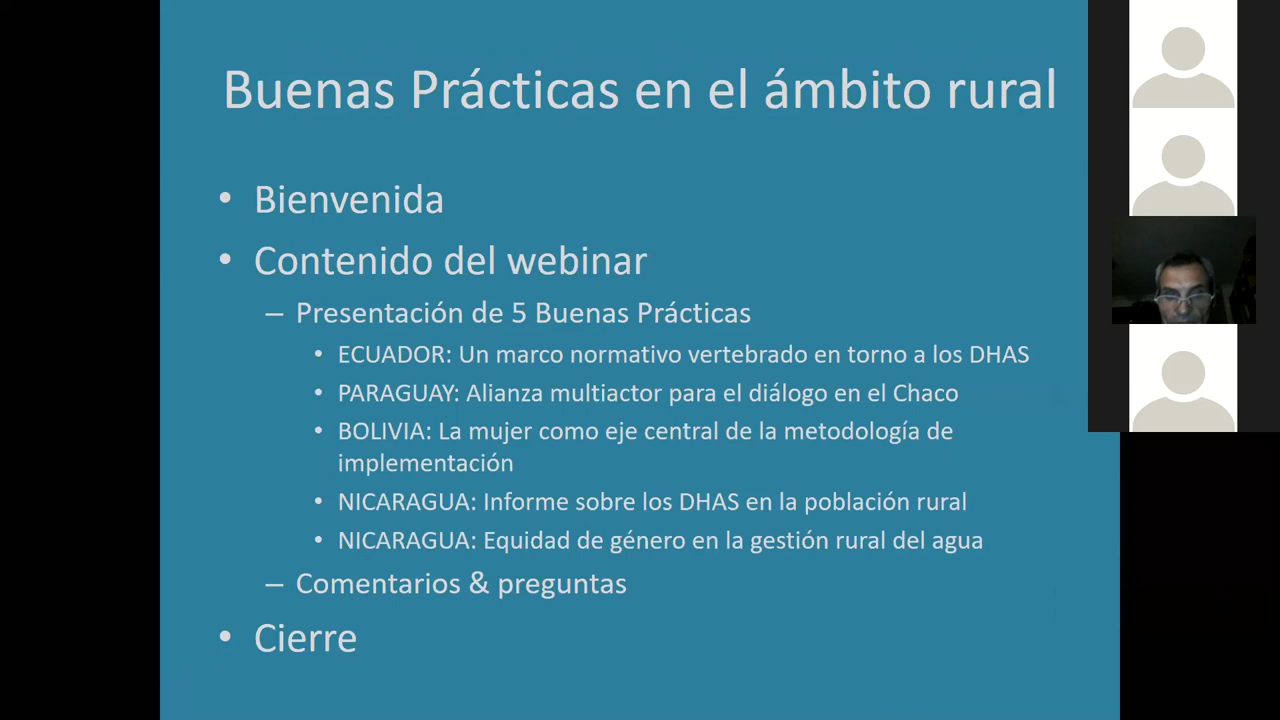 Buenas Prácticas en el ámbito rural
• Bienvenida
• Contenido del webinar
– Presentación de 5 Buenas Prácticas
• ECUADOR: Un marco normativo vertebrado en torno a los DHAS
• PARAGUAY: Alianza multiactor para el diálogo en el Chaco
• BOLIVIA: La mujer como eje central de la metodología de
implementación
• NICARAGUA: Informe sobre los DHAS en la población rural
• NICARAGUA: Equidad de género en la gestión rural del agua
– Comentarios & preguntas
• Cierre